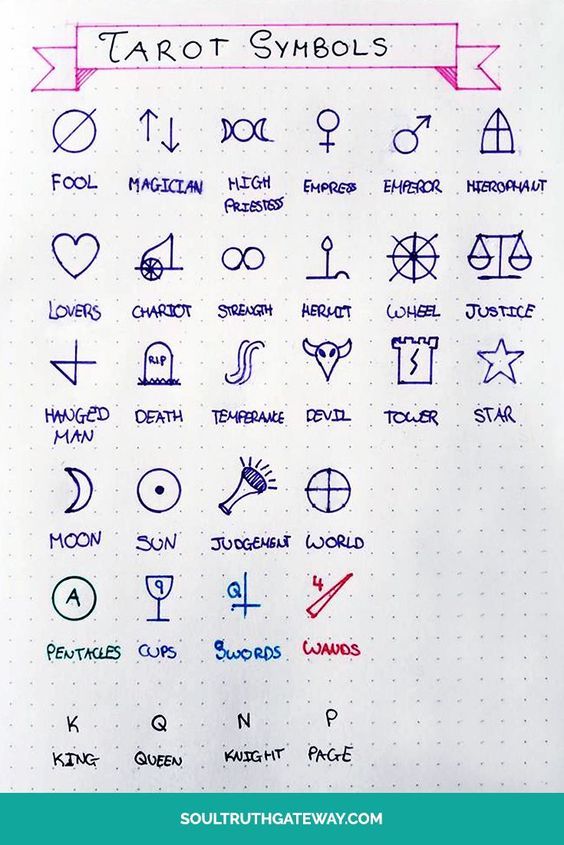 TAROT SYMBOLS
FOOL MAGICIAN HIGH PRIESTESS EMPRESS EMPEROR HIEROPHANT
LOVERS CHARIOT STRENGTH HERMIT WHEEL JUSTICE
RIP
HANGED MAN DEATH TEMPERANCE DEVIL TOWER STAR
MOON SUN JUDGEMENT WORLD
A 9 Q 4
PENTACLES CUPS SWORDS WANDS
K Q N P
KING QUEEN KNIGHT PAGE
SOULTRUTHGATEWAY.COM